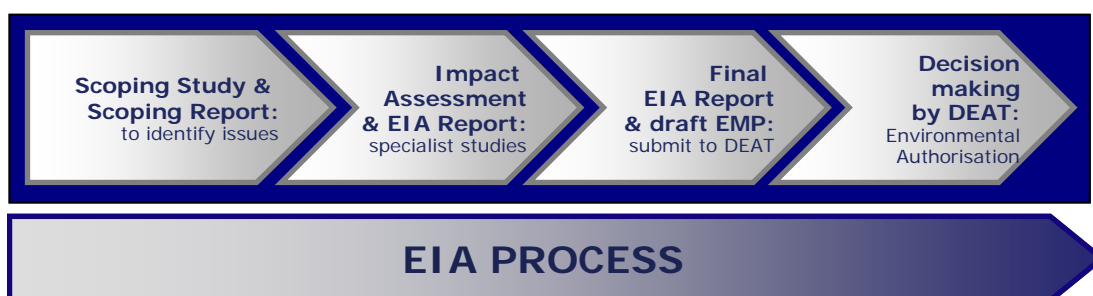 Scoping Study &
Scoping Report:
to identify issues
Impact
Assessment
& EIA Report:
specialist studies
Final
EIA Report
& draft EMP:
submit to DEAT
Decision
making
by DEAT:
Environmental
Authorisation
EIA PROCESS